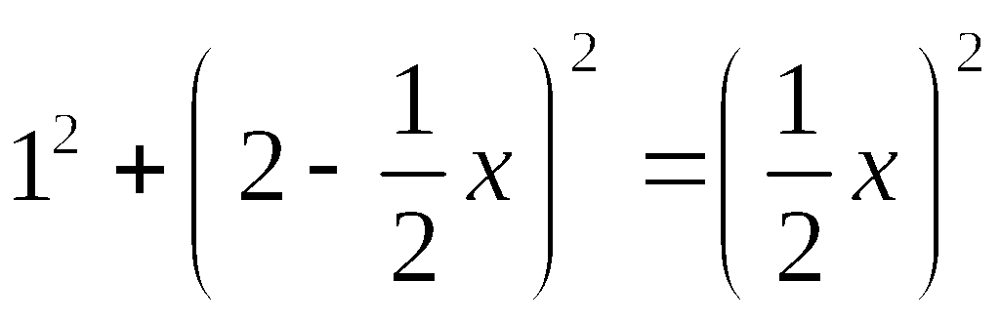 1² + (2 - 1/2 x)² = (1/2 x)²